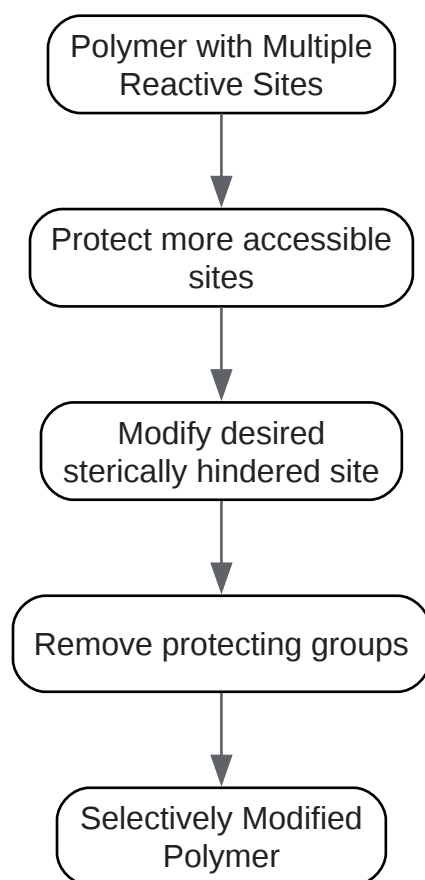 Polymer with Multiple
Reactive Sites
Protect more accessible
sites
Modify desired
sterically hindered site
Remove protecting groups
Selectively Modified
Polymer